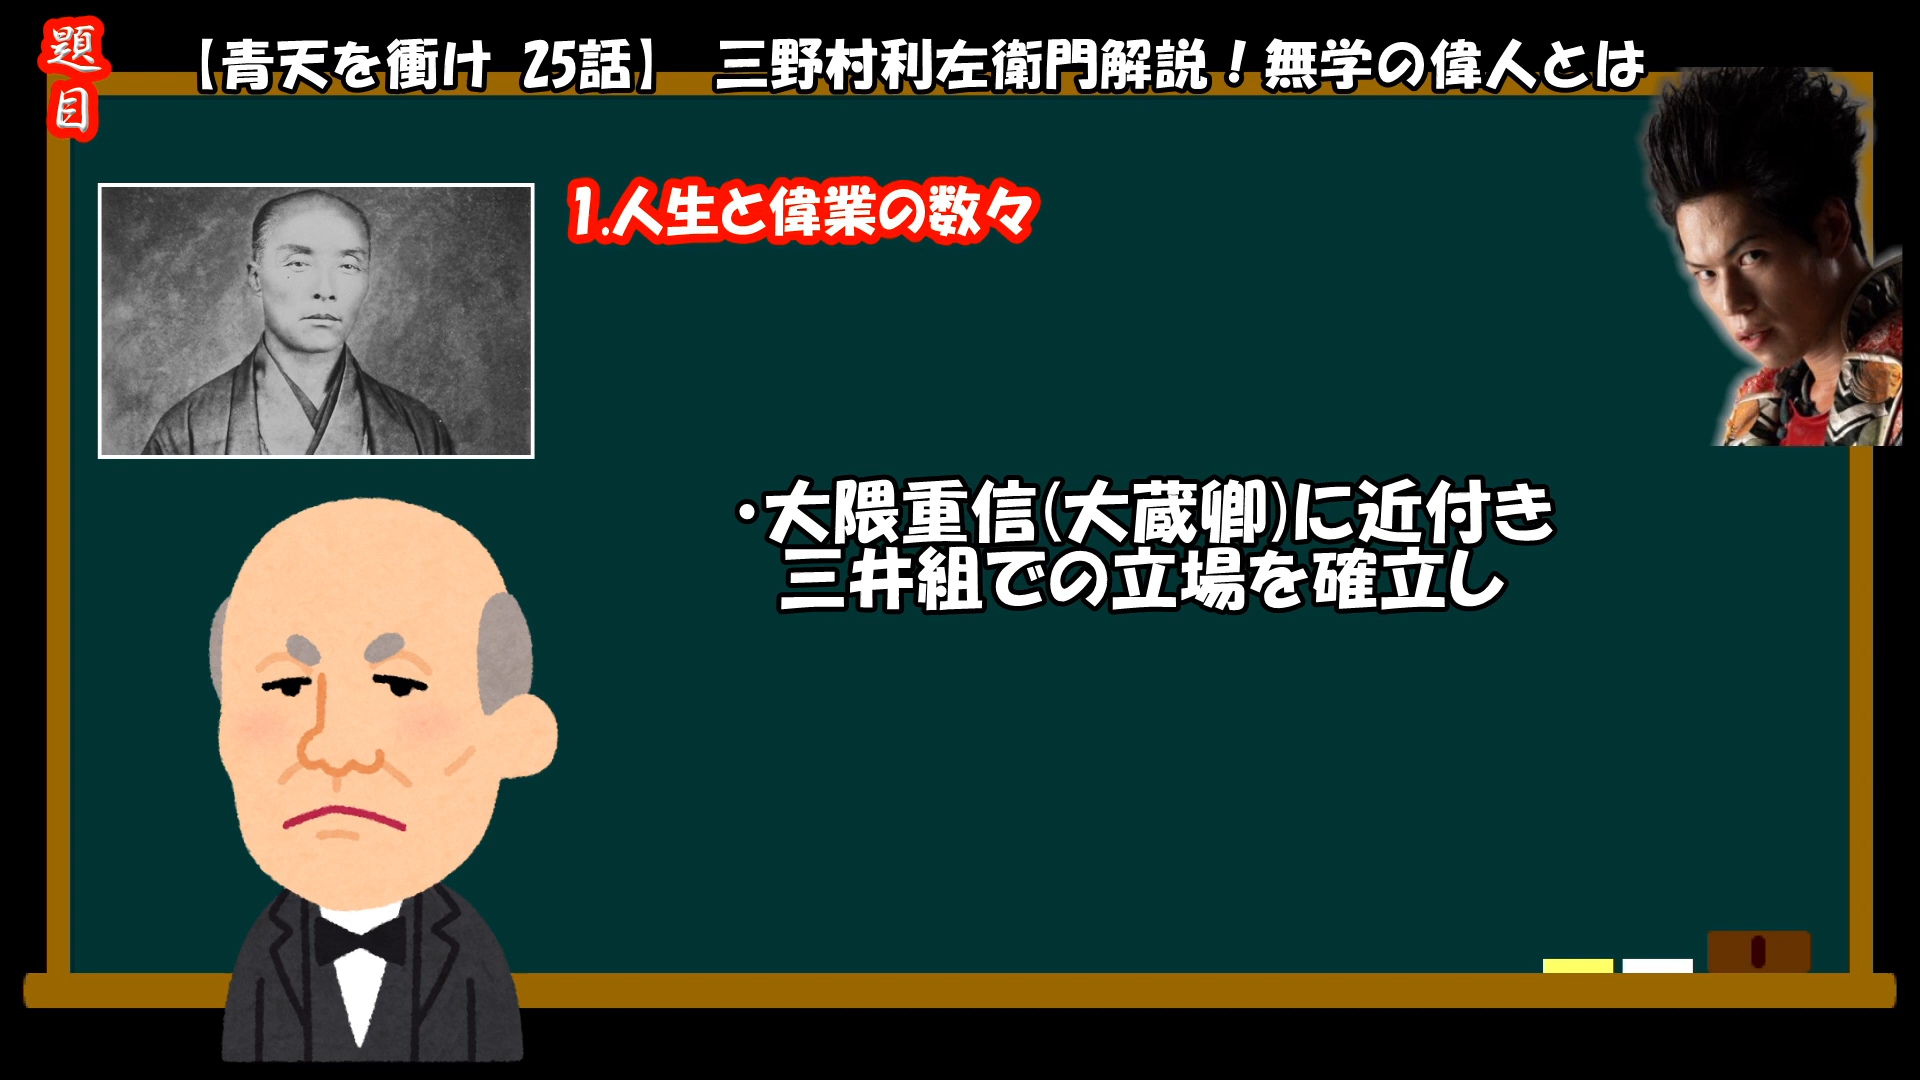 題目
【青天を衝け 25話】 三野村利左衛門解説！無学の偉人とは
1.人生と偉業の数々
・大隈重信(大蔵卿)に近付き
三井組での立場を確立し